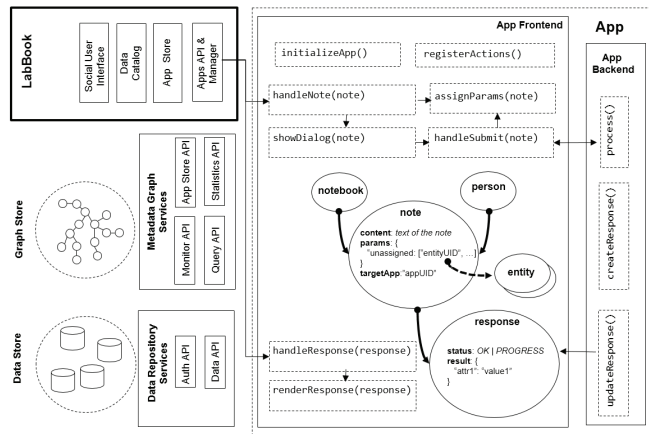 LabBook
Social User
Interface
Data
Catalog
App Store
Apps API &
Manager
Graph Store
Metadata Graph
Services
App Store API
Statistics API
Monitor API
Query API
Data Store
Data Repository
Services
Auth API
Data API
App Frontend
App
initializeApp()
registerActions()
handleNote(note)
assignParams(note)
showDialog(note)
handleSubmit(note)
notebook
person
note
content: text of the note
params: {
"unassigned: ["entityUID", ...]
}
targetApp:"appUID"
entity
response
status: OK | PROGRESS
result: {
"attr1": "value1"
}
handleResponse(response)
renderResponse(response)
App
Backend
process()
createResponse()
updateResponse()